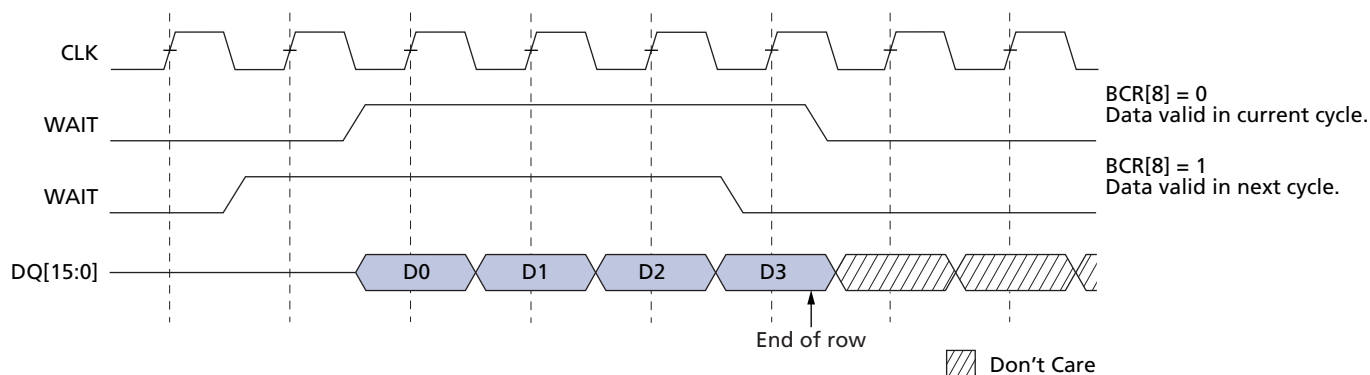 CLK
BCR[8] = 0
Data valid in current cycle.
WAIT
BCR[8] = 1
Data valid in next cycle.
WAIT
DQ[15:0]
D0
D1
D2
D3
End of row
Don't Care